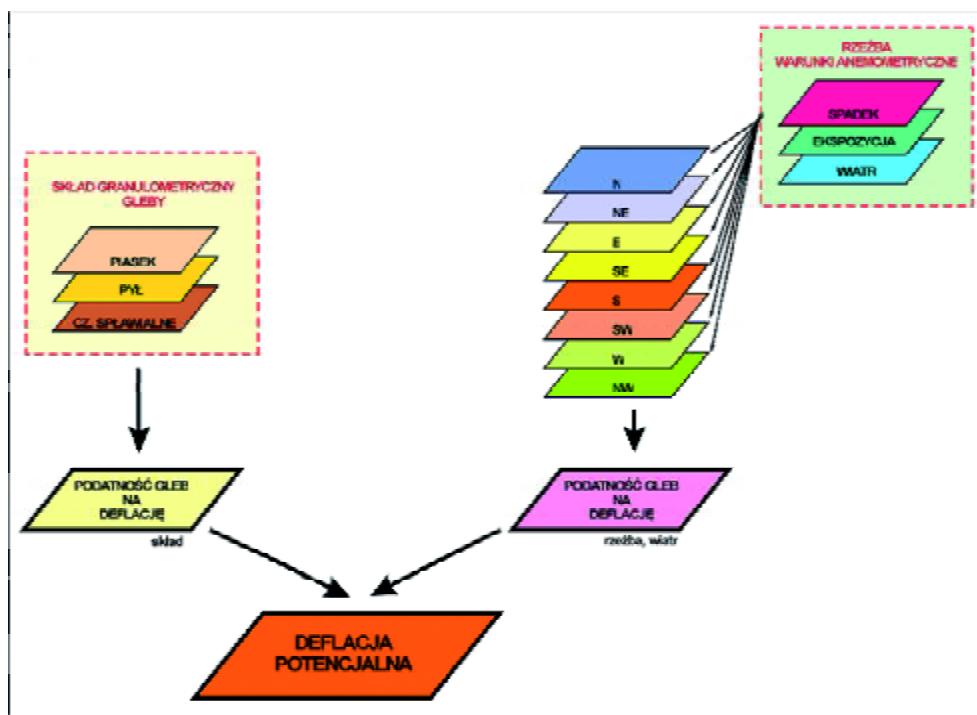 RZEŹBA
WARUNKI ANEMOMETRYCZNE
SPADEK
EKSPOZYCJA
WIATR
SKŁAD GRANULOMETRYCZNY
GLEBY
PIASEK
PYŁ
CZ. SPŁAWIALNE
N
NE
E
SE
S
SW
W
NW
PODATNOŚĆ GLEB
NA
DEFLACJĘ
skład
PODATNOŚĆ GLEB
NA
DEFLACJĘ
rzeźba, wiatr
DEFLACJA
POTENCJALNA